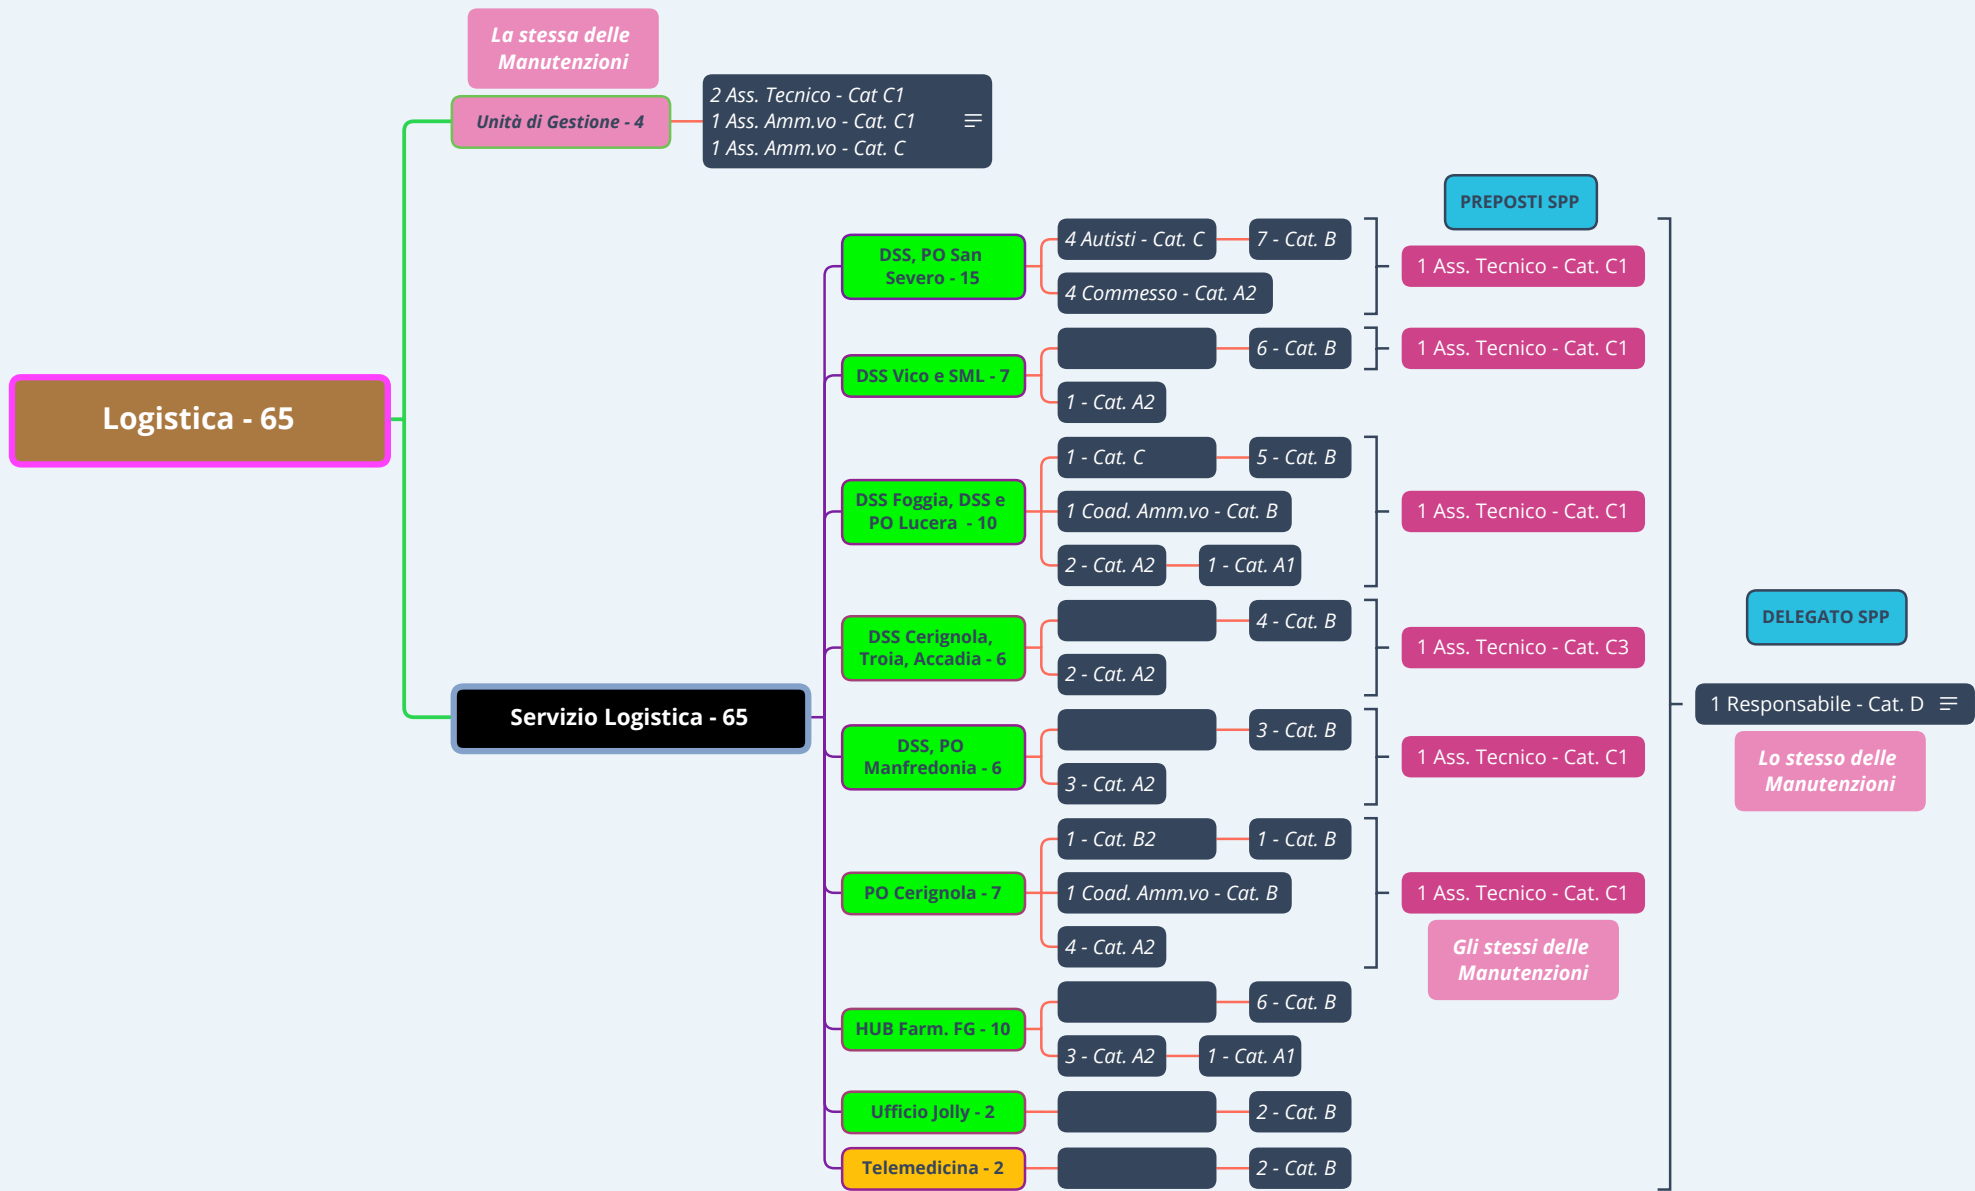 La stessa delle
Manutenzioni
Unità di Gestione - 4
2 Ass. Tecnico - Cat C1
1 Ass. Amm.vo - Cat. C1
1 Ass. Amm.vo - Cat. C
Logistica - 65
Servizio Logistica - 65
PREPOSTI SPP
DSS, PO San
Severo - 15
4 Autisti - Cat. C
7 - Cat. B
4 Commesso - Cat. A2
1 Ass. Tecnico - Cat. C1
DSS Vico e SML - 7
6 - Cat. B
1 - Cat. A2
1 Ass. Tecnico - Cat. C1
DSS Foggia, DSS e
PO Lucera - 10
1 - Cat. C
5 - Cat. B
1 Coad. Amm.vo - Cat. B
2 - Cat. A2
1 - Cat. A1
1 Ass. Tecnico - Cat. C1
DSS Cerignola,
Troia, Accadia - 6
4 - Cat. B
2 - Cat. A2
1 Ass. Tecnico - Cat. C3
DSS, PO
Manfredonia - 6
3 - Cat. B
3 - Cat. A2
1 Ass. Tecnico - Cat. C1
PO Cerignola - 7
1 - Cat. B2
1 - Cat. B
1 Coad. Amm.vo - Cat. B
4 - Cat. A2
1 Ass. Tecnico - Cat. C1
Gli stessi delle
Manutenzioni
HUB Farm. FG - 10
6 - Cat. B
3 - Cat. A2
1 - Cat. A1
Ufficio Jolly - 2
2 - Cat. B
Telemedicina - 2
2 - Cat. B
DELEGATO SPP
1 Responsabile - Cat. D
Lo stesso delle
Manutenzioni